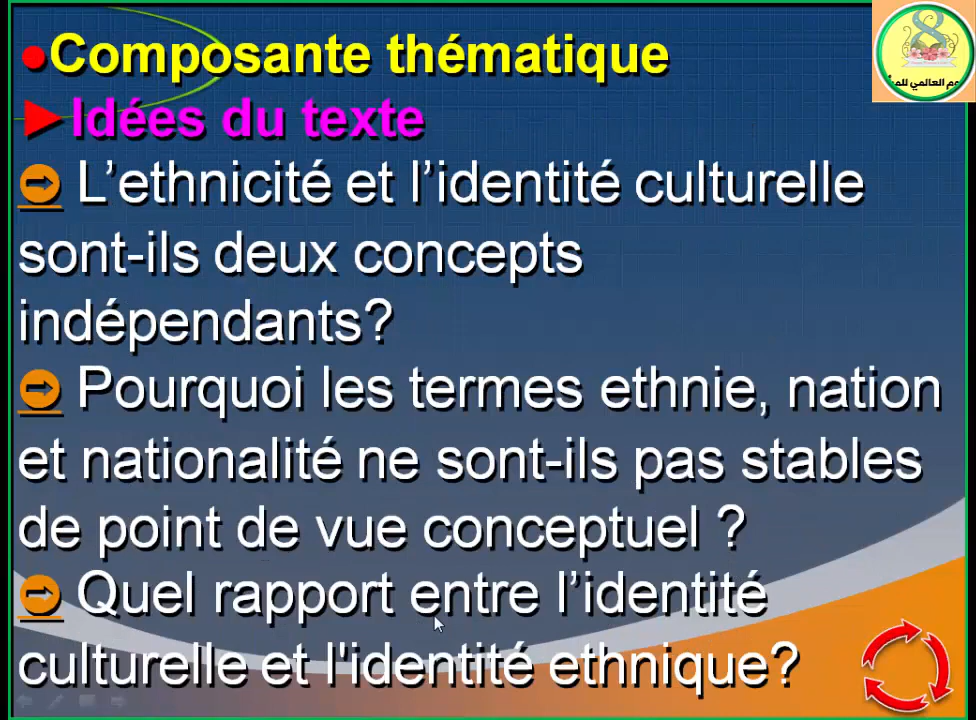 Composante thématique
Idées du texte
L’ethnicité et l’identité culturelle
sont-ils deux concepts
indépendants?
Pourquoi les termes ethnie, nation
et nationalité ne sont-ils pas stables
de point de vue conceptuel ?
Quel rapport entre l’identité
culturelle et l'identité ethnique?